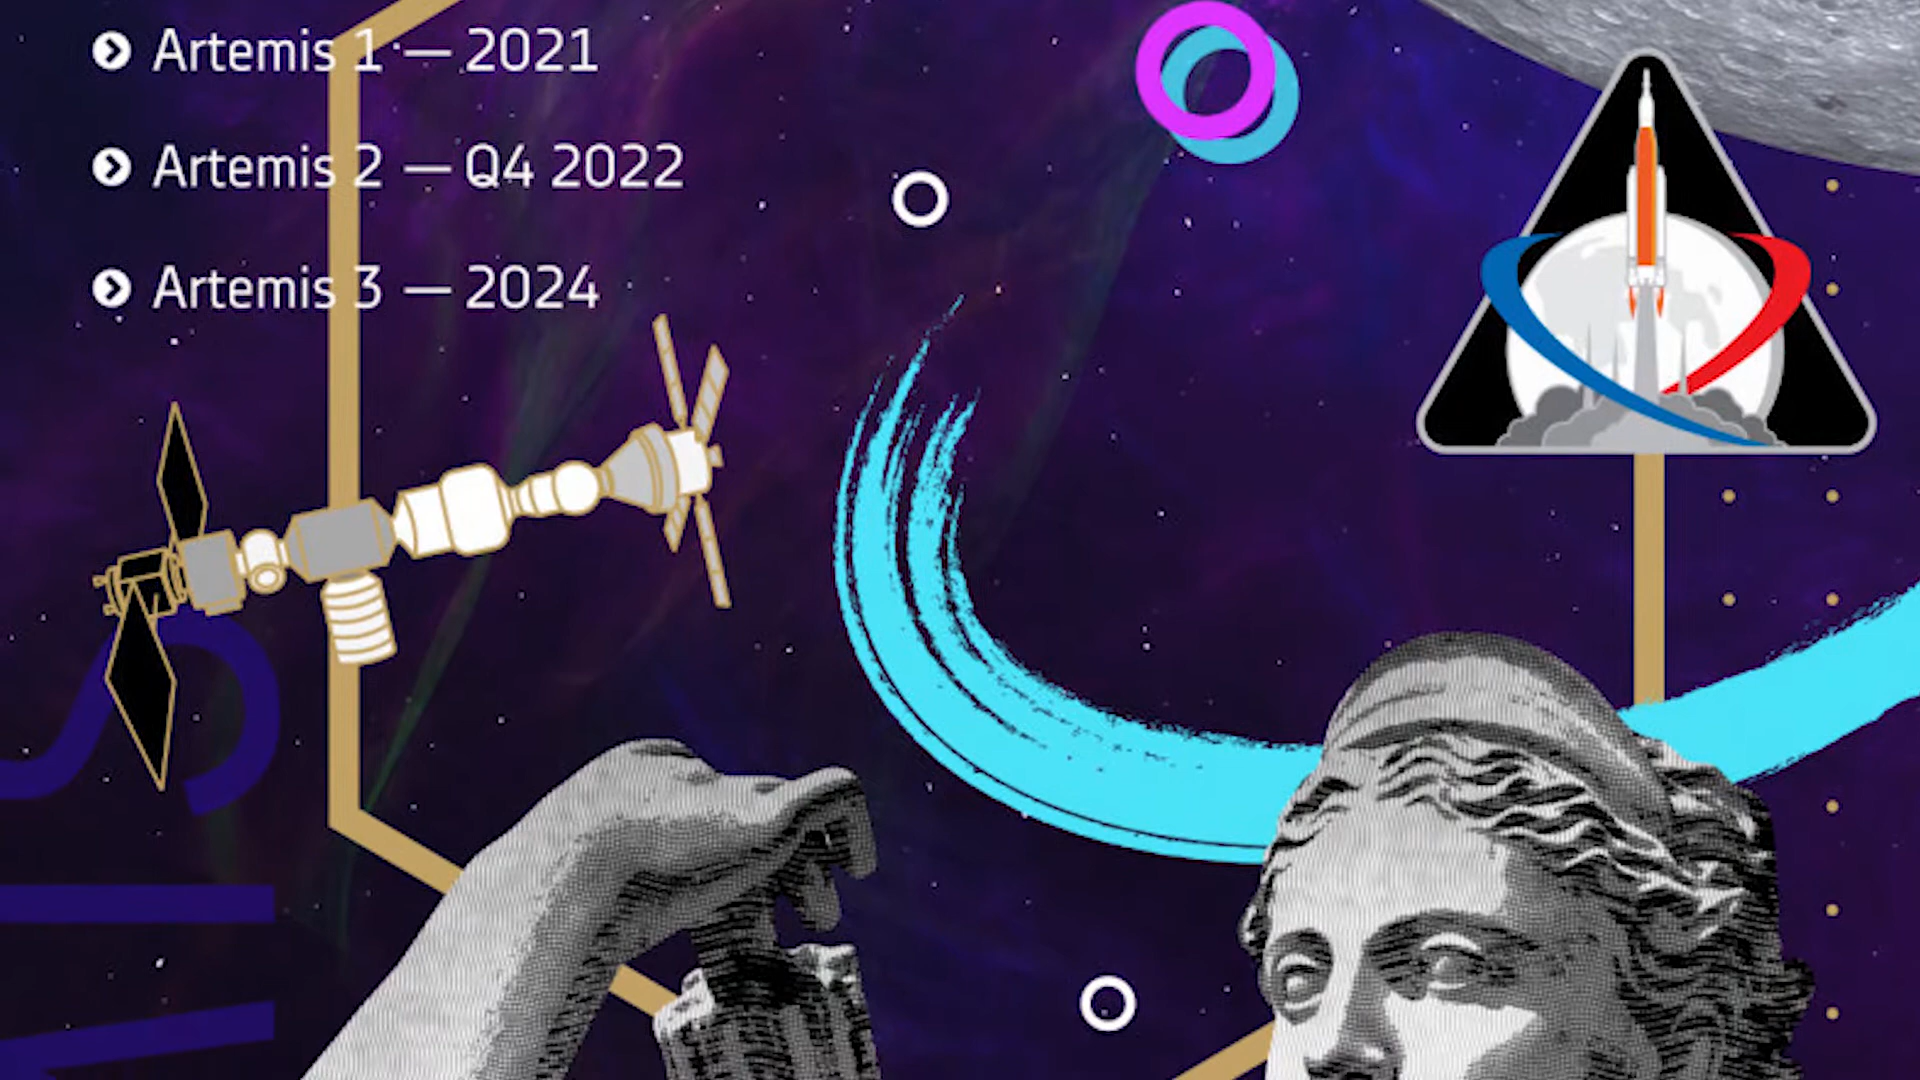 Artemis 1 — 2021
Artemis 2 — Q4 2022
Artemis 3 — 2024